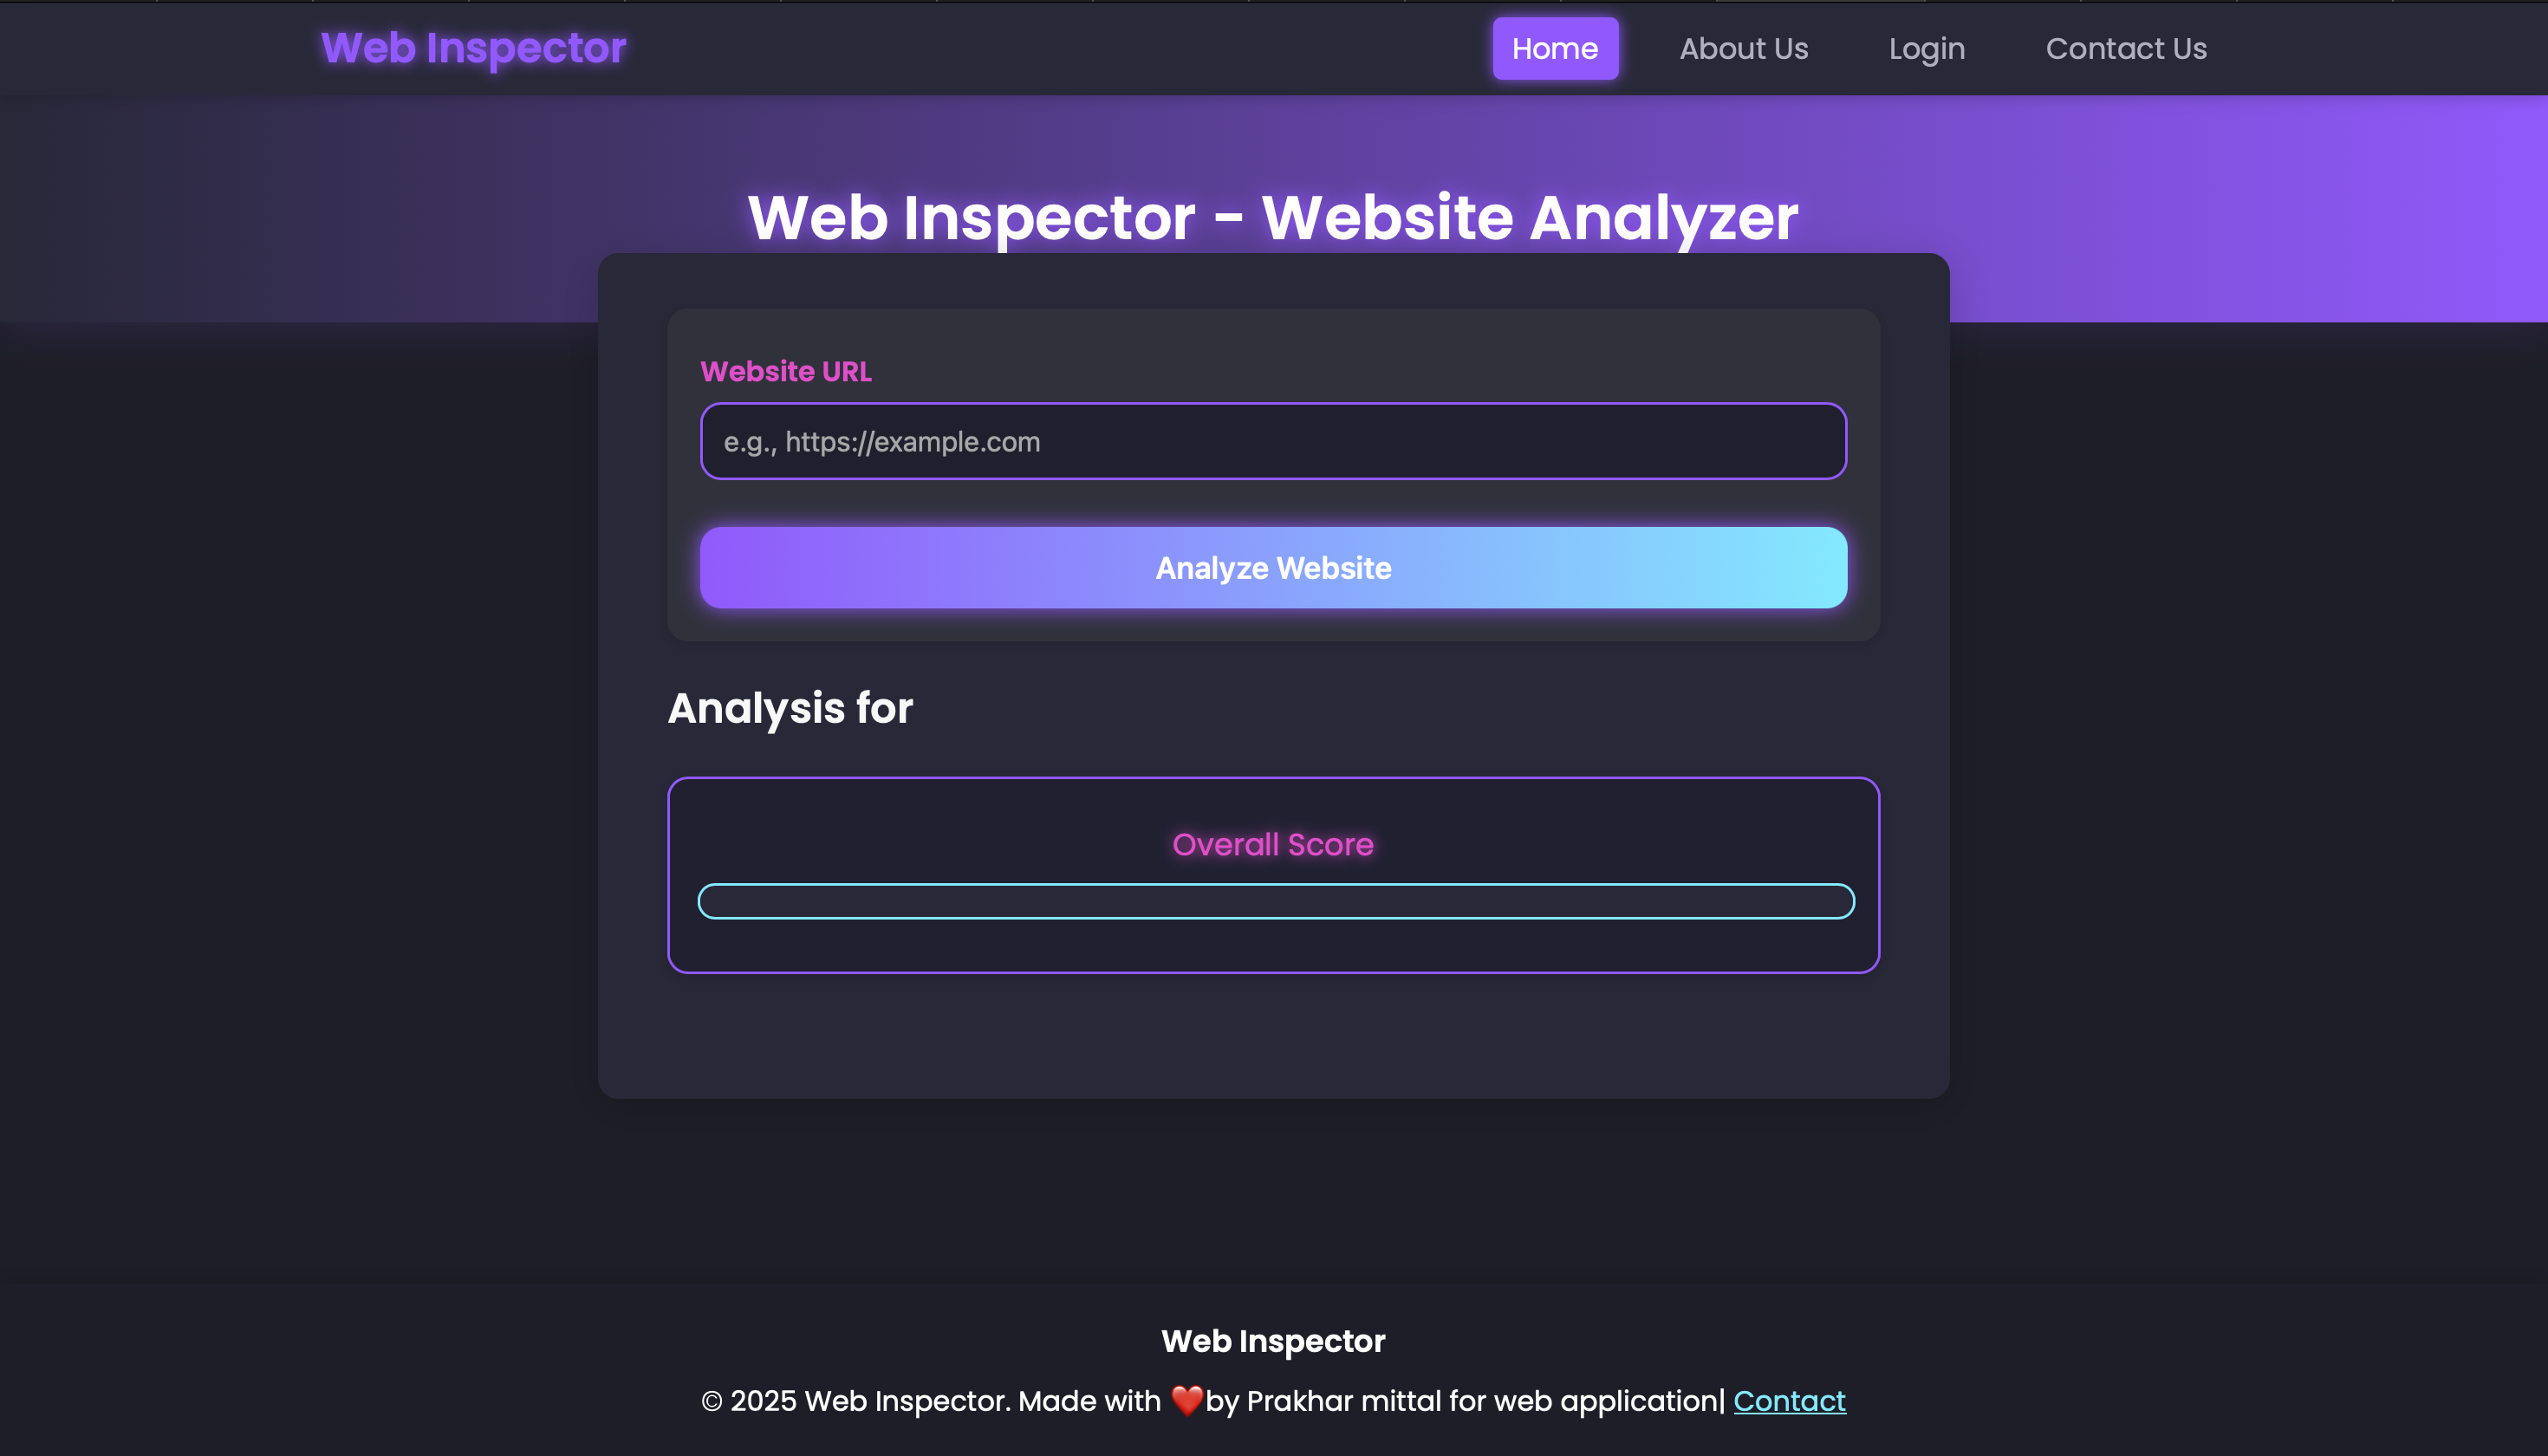 Web Inspector
Home About Us Login Contact Us
Web Inspector - Website Analyzer
Website URL
e.g., https://example.com
Analyze Website
Analysis for
Overall Score
Web Inspector
© 2025 Web Inspector. Made with ❤️by Prakhar mittal for web application| Contact